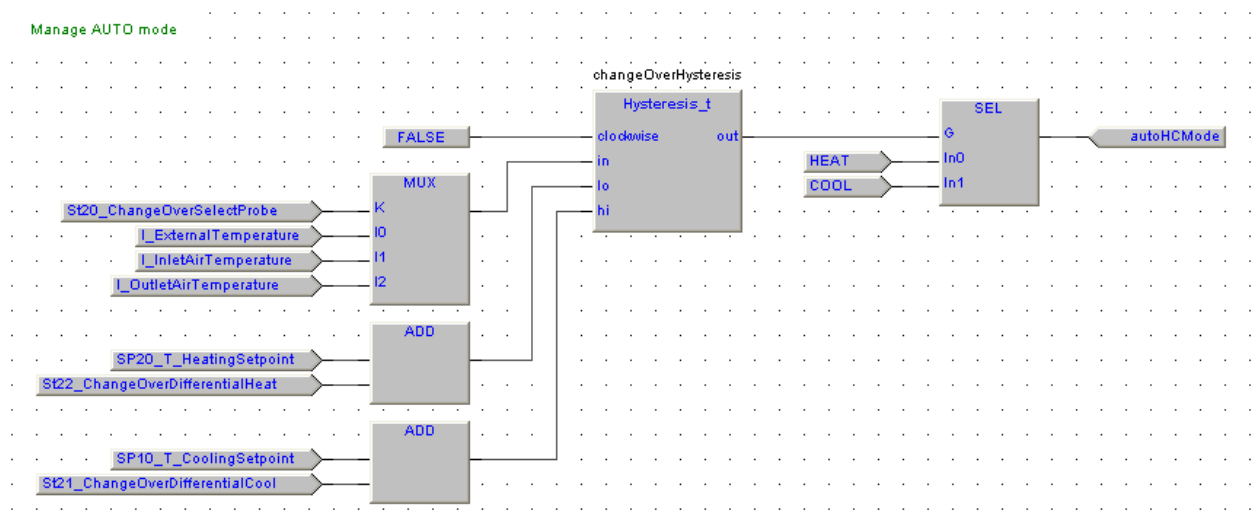 Manage AUTO mode
changeOverHysteresis
Hysteresis_t
SEL
FALSE
clockwise out
G
autoHCMode
in
HEAT
In0
MUX
lo
COOL
In1
St20_ChangeOverSelectProbe
K
hi
I_ExternalTemperature
I0
I_InletAirTemperature
I1
I_OutletAirTemperature
I2
ADD
SP20_T_HeatingSetpoint
St22_ChangeOverDifferentialHeat
ADD
SP10_T_CoolingSetpoint
St21_ChangeOverDifferentialCool